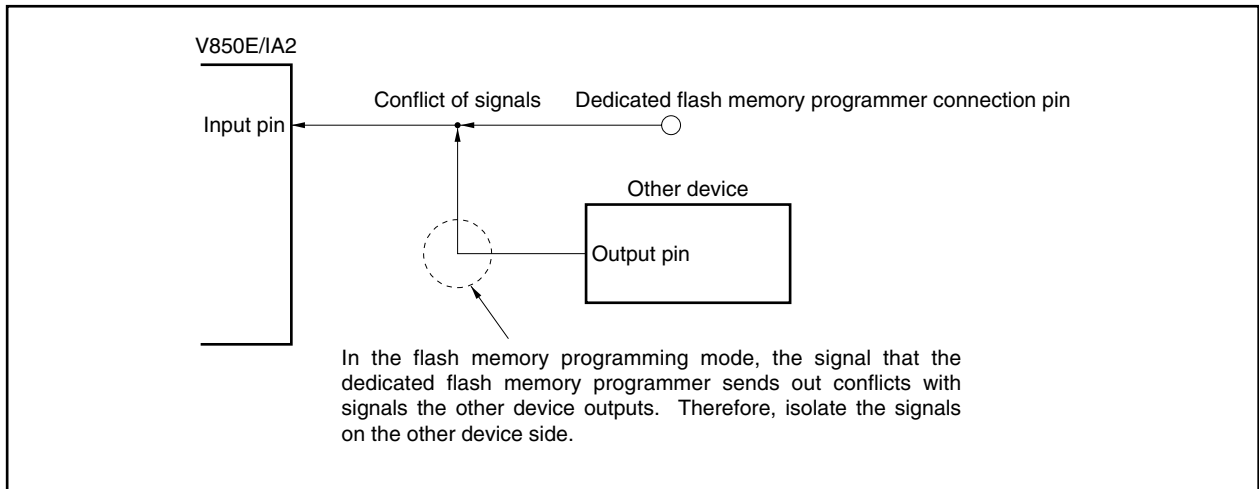 V850E/IA2
Conflict of signals
Dedicated flash memory programmer connection pin
Input pin
Other device
Output pin
In the flash memory programming mode, the signal that the
dedicated flash memory programmer sends out conflicts with
signals the other device outputs. Therefore, isolate the signals
on the other device side.